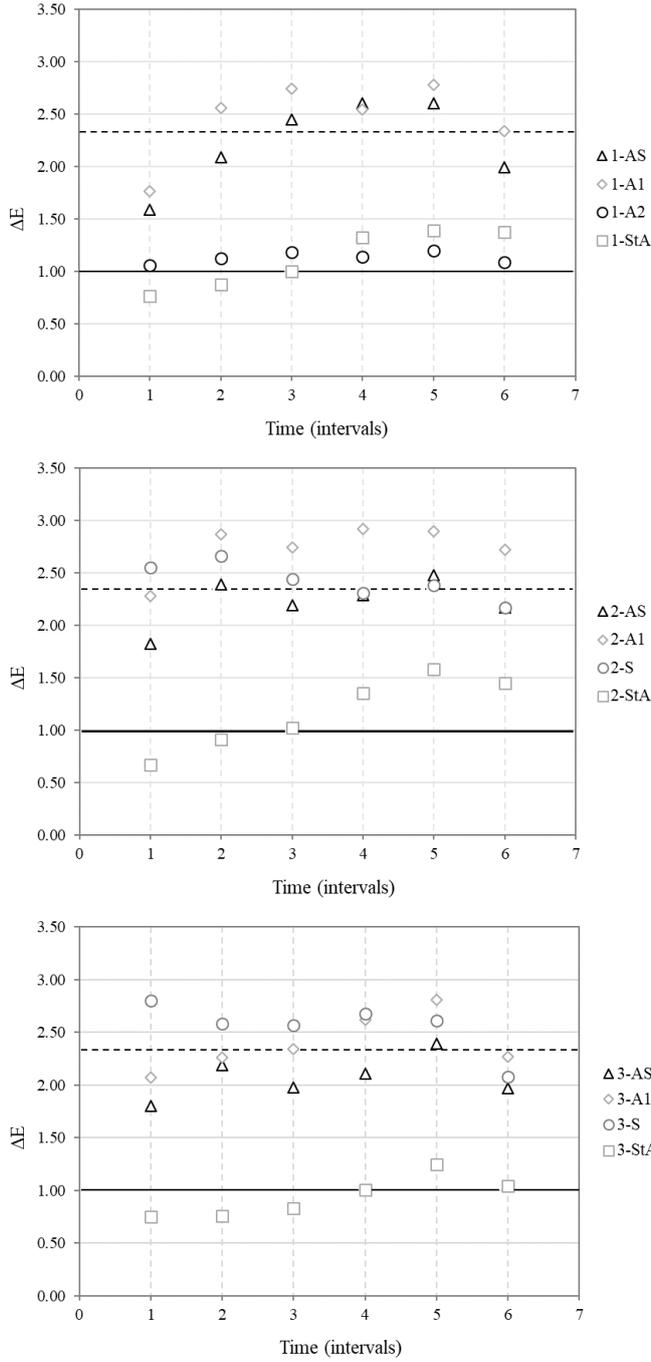 3.50
3.00
2.50
2.00
1.50
1.00
0.50
0.00
ΔE
0 1 2 3 4 5 6 7
Time (intervals)
1-AS
1-A1
1-A2
1-StA
3.50
3.00
2.50
2.00
1.50
1.00
0.50
0.00
ΔE
0 1 2 3 4 5 6 7
Time (intervals)
2-AS
2-A1
2-S
2-StA
3.50
3.00
2.50
2.00
1.50
1.00
0.50
0.00
ΔE
0 1 2 3 4 5 6 7
Time (intervals)
3-AS
3-A1
3-S
3-StA